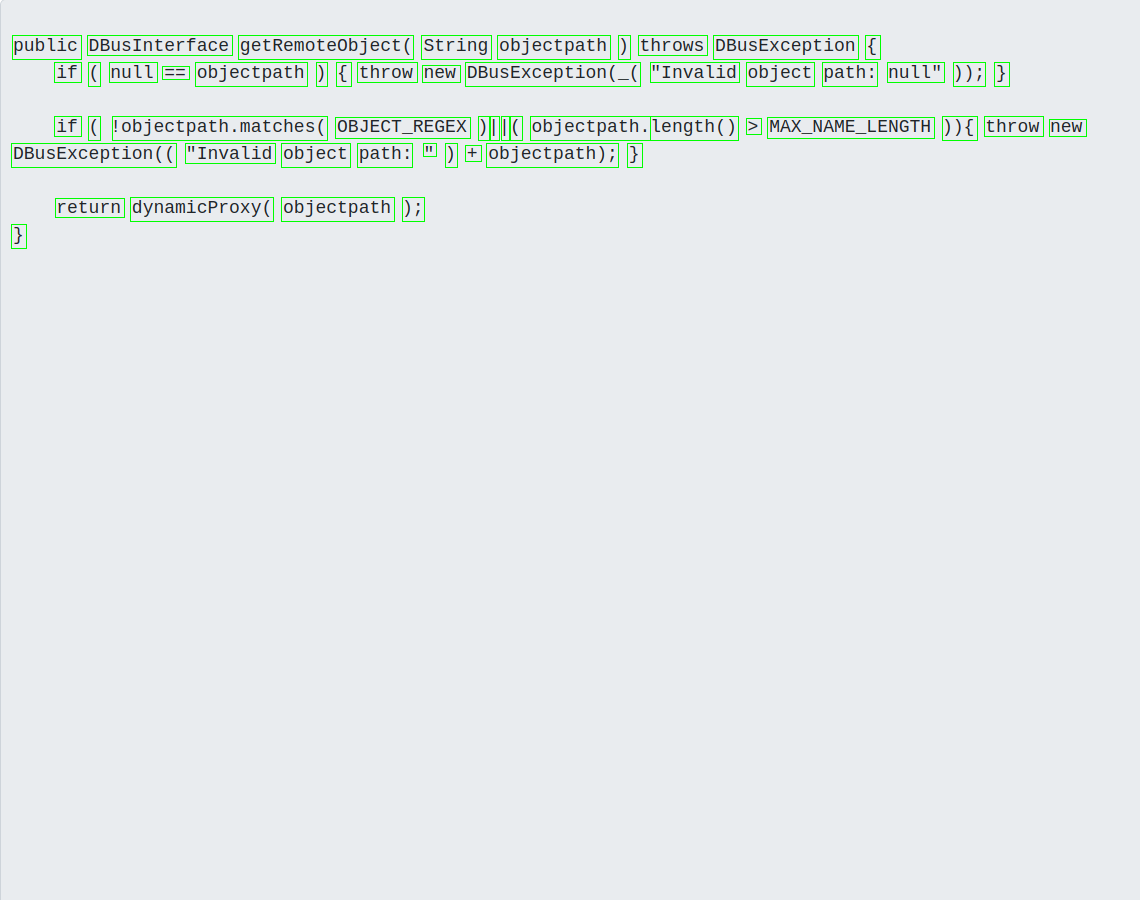 public DBusInterface getRemoteObject( String objectpath ) throws DBusException {
if ( null == objectpath ) { throw new DBusException(_( "Invalid object path: null" )); }
if ( !objectpath.matches( OBJECT_REGEX )||( objectpath.length() > MAX_NAME_LENGTH )){ throw new
DBusException(( "Invalid object path: " ) + objectpath); }
return dynamicProxy( objectpath );
}